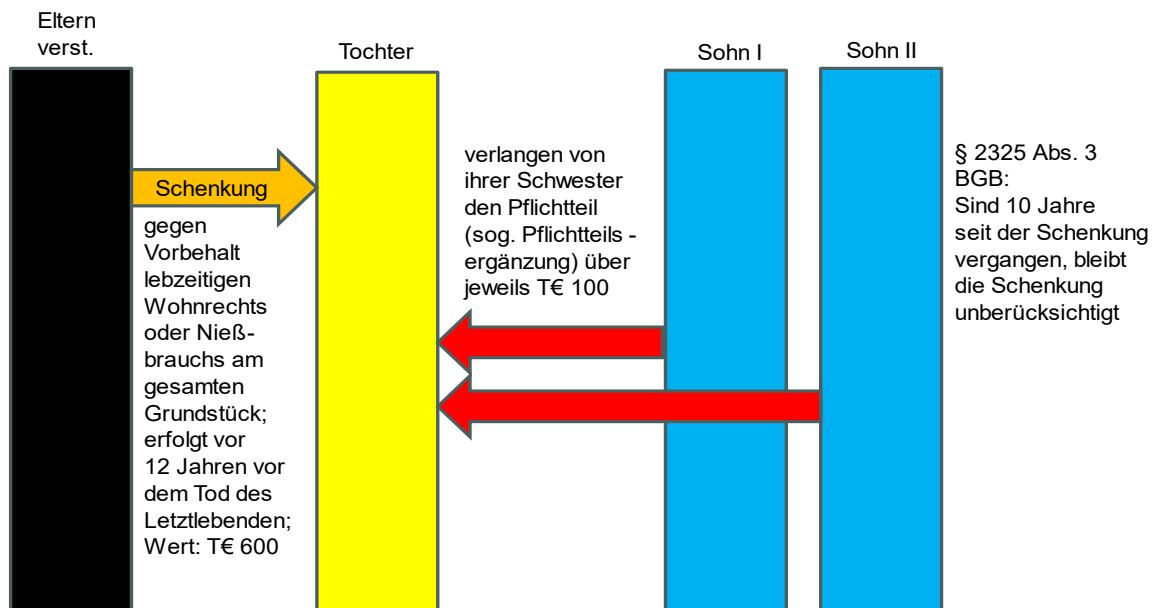 Eltern
verst.
Tochter
Sohn I
Sohn II
Schenkung
gegen
Vorbehalt
lebzeitigen
Wohnrechts
oder Nieß-
brauchs am
gesamten
Grundstück;
erfolgt vor
12 Jahren vor
dem Tod des
Letztlebenden;
Wert: T€ 600
verlangen von
ihrer Schwester
den Pflichtteil
(sog. Pflichtteils -
ergänzung) über
jeweils T€ 100
§ 2325 Abs. 3
BGB:
Sind 10 Jahre
seit der Schenkung
vergangen, bleibt
die Schenkung
unberücksichtigt